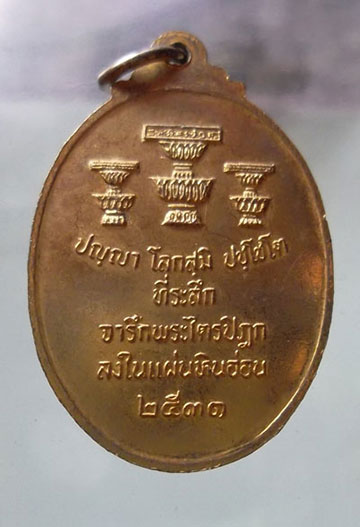 ปญฺญา โลกสฺมิ ปชฺโชโต
ที่ระลึก
จารึกพระไตรปิฎก
ลงในแผ่นหินอ่อน
๒๕๓๑